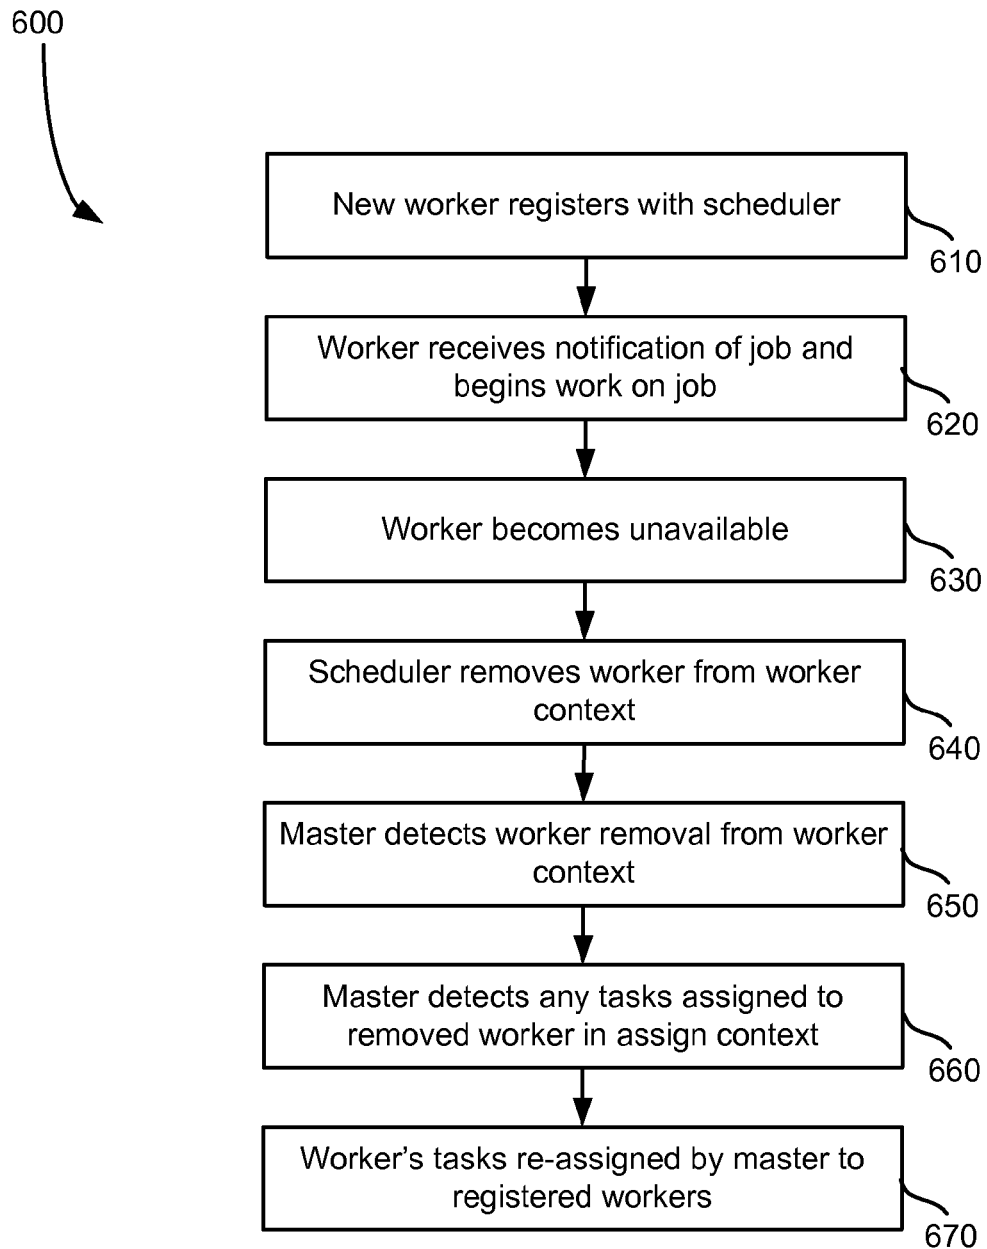 600
New worker registers with scheduler
610
Worker receives notification of job and
begins work on job
620
Worker becomes unavailable
630
Scheduler removes worker from worker
context
640
Master detects worker removal from worker
context
650
Master detects any tasks assigned to
removed worker in assign context
660
Worker's tasks re-assigned by master to
registered workers
670